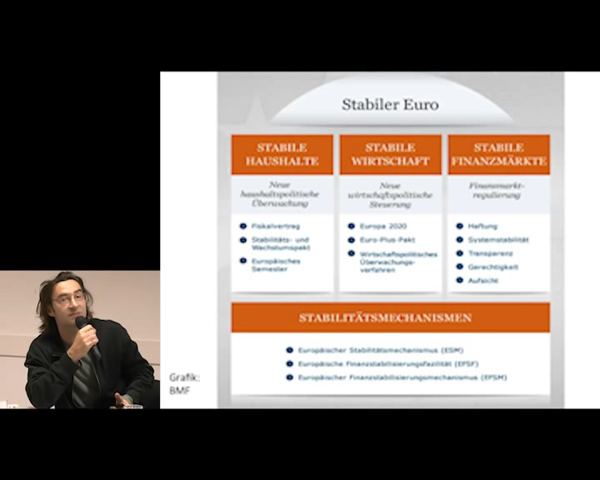 Stabiler Euro
STABILE
HAUSHALTE
STABILE
WIRTSCHAFT
STABILE
FINANZMÄRKTE
Neue
haushaltspolitische
Überwachung
Neue
wirtschaftspolitische
Steuerung
Finanzmarkt-
regulierung
Fiskalvertrag
Stabilitäts- und
Wachstumspakt
Europäisches
Semester
Europa 2020
Euro-Plus-Pakt
Wirtschaftspolitisches
Überwachungs-
verfahren
Haftung
Systemstabilität
Transparenz
Gerechtigkeit
Aufsicht
STABILITÄTSMECHANISMEN
Europäischer Stabilitätsmechanismus (ESM)
Europäische Finanzstabilisierungsfazilität (EFSF)
Europäischer Finanzstabilisierungsmechanismus (EFSM)
Grafik:
BMF